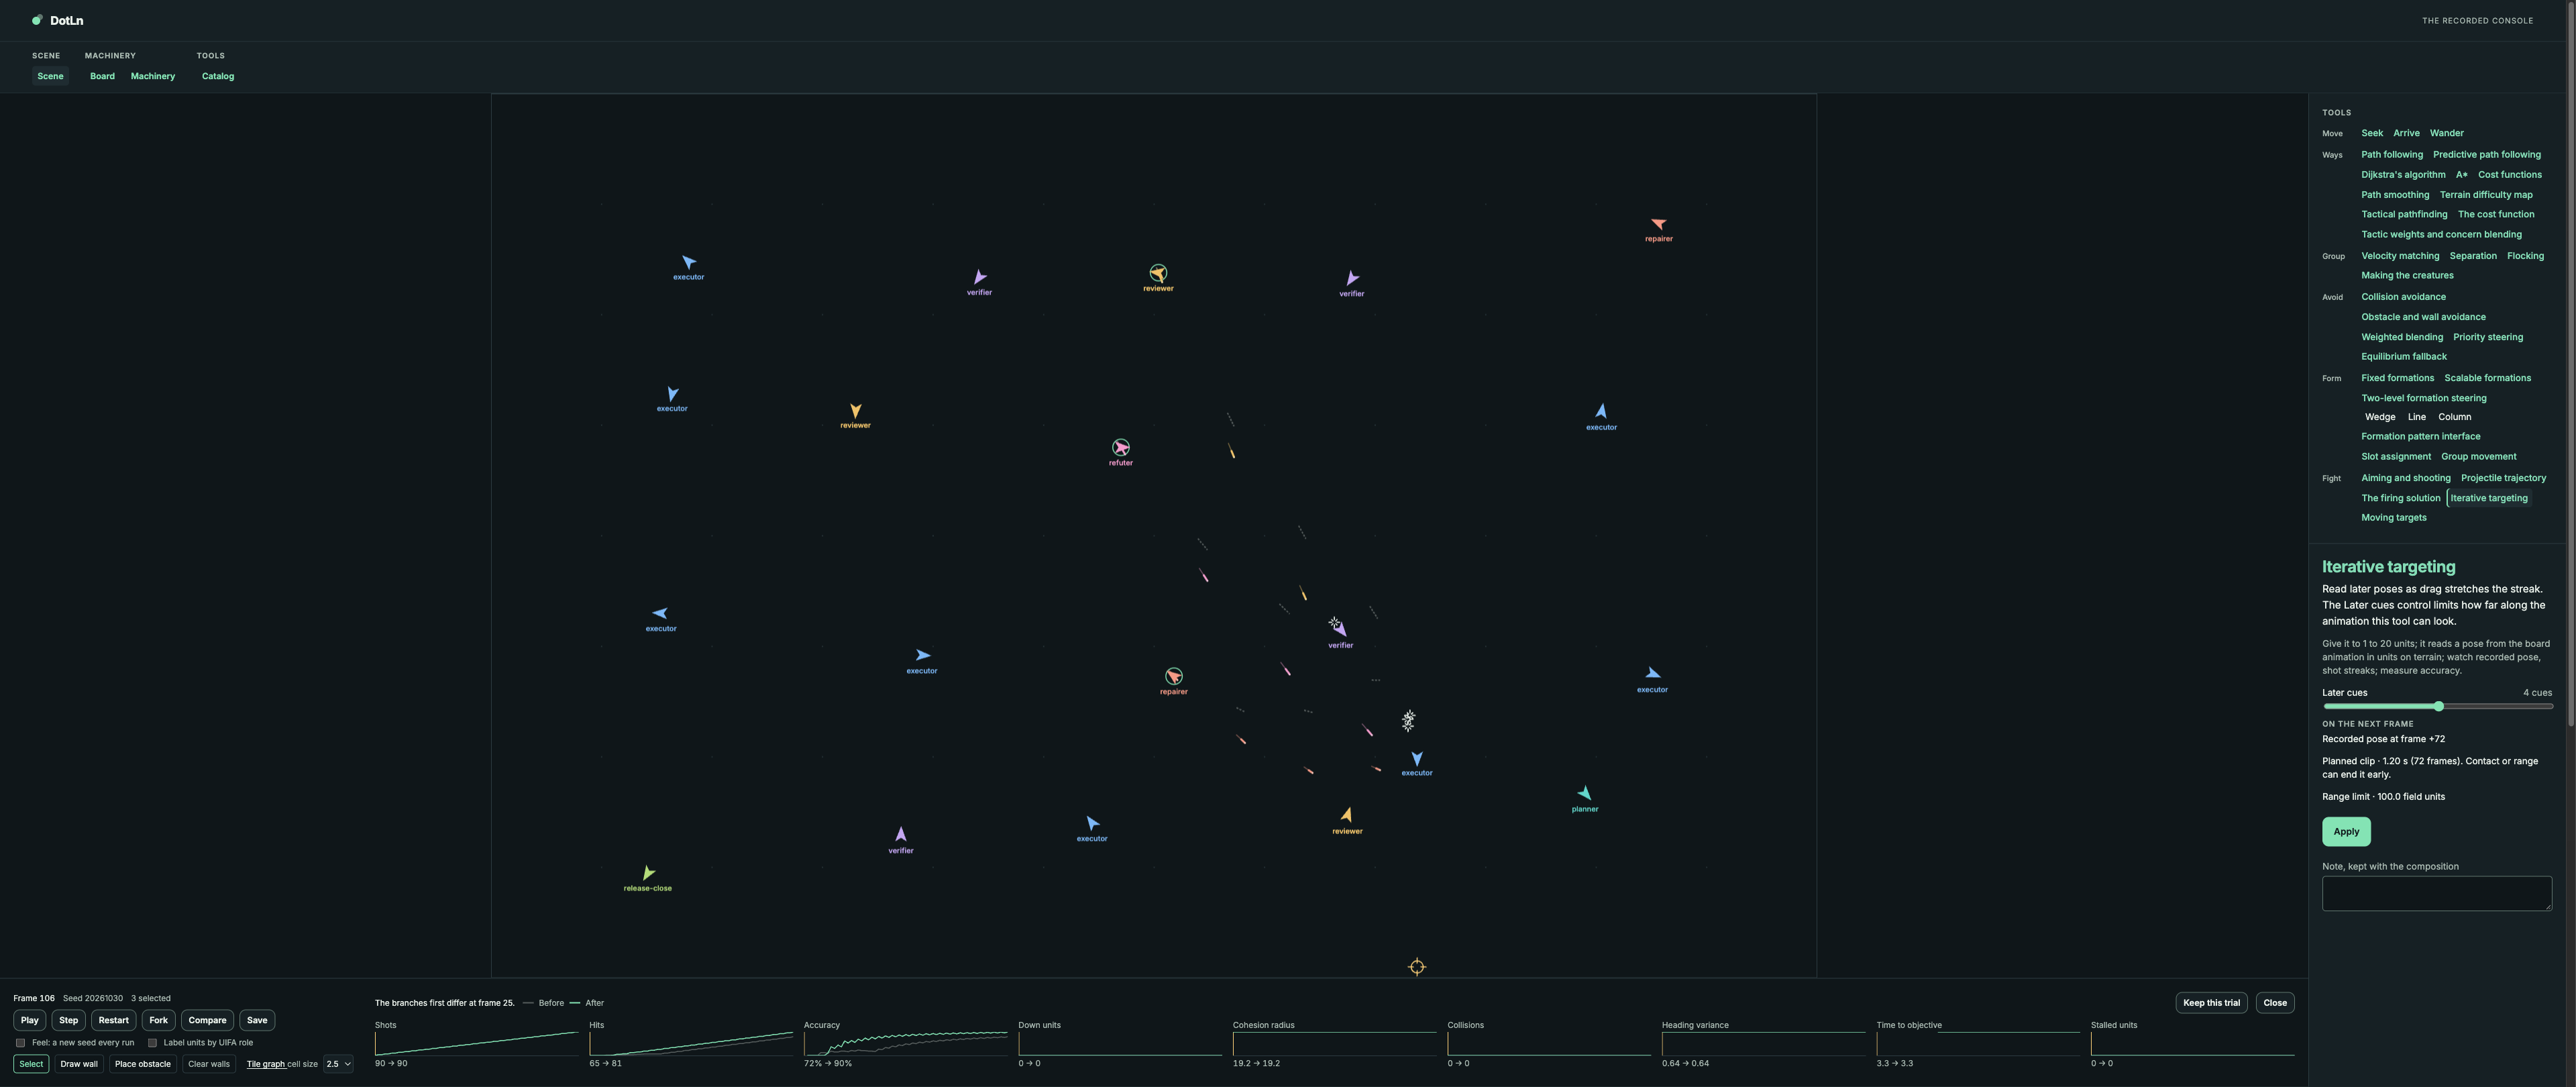 DotLn
THE RECORDED CONSOLE
SCENE MACHINERY TOOLS
Scene Board Machinery Catalog
TOOLS
Move Seek Arrive Wander
Ways Path following Predictive path following
Dijkstra's algorithm A* Cost functions
Path smoothing Terrain difficulty map
Tactical pathfinding The cost function
Tactic weights and concern blending
Group Velocity matching Separation Flocking
Making the creatures
Avoid Collision avoidance
Obstacle and wall avoidance
Weighted blending Priority steering
Equilibrium fallback
Form Fixed formations Scalable formations
Two-level formation steering
Wedge Line Column
Formation pattern interface
Slot assignment Group movement
Fight Aiming and shooting Projectile trajectory
The firing solution Iterative targeting
Moving targets
Iterative targeting
Read later poses as drag stretches the streak.
The Later cues control limits how far along the
animation this tool can look.
Give it to 1 to 20 units; it reads a pose from the board
animation in units on terrain; watch recorded pose,
shot streaks; measure accuracy.
Later cues 4 cues
ON THE NEXT FRAME
Recorded pose at frame +72
Planned clip · 1.20 s (72 frames). Contact or range
can end it early.
Range limit · 100.0 field units
Apply
Note, kept with the composition
repairer
executor
verifier
reviewer
verifier
executor
reviewer
executor
refuter
executor
verifier
executor
repairer
executor
executor
planner
reviewer
executor
verifier
release-close
Frame 106 Seed 20261030 3 selected
Play Step Restart Fork Compare Save
Feel: a new seed every run Label units by UIFA role
Select Draw wall Place obstacle Clear walls Tile graph cell size 2.5
The branches first differ at frame 25. Before After
Keep this trial Close
Shots Hits Accuracy Down units Cohesion radius Collisions Heading variance Time to objective Stalled units
90 → 90 65 → 81 72% → 90% 0 → 0 19.2 → 19.2 0 → 0 0.64 → 0.64 3.3 → 3.3 0 → 0